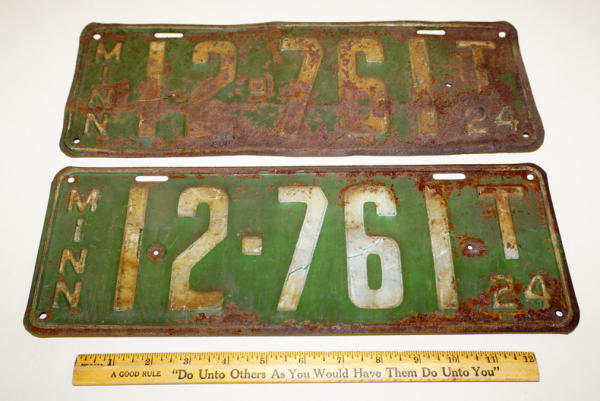 MINN 12-761 T 24
MINN 12-761 T 24
1 2 3 4 5 6 7 8 9 10 11 12
A GOOD RULE "Do Unto Others As You Would Have Them Do Unto You"